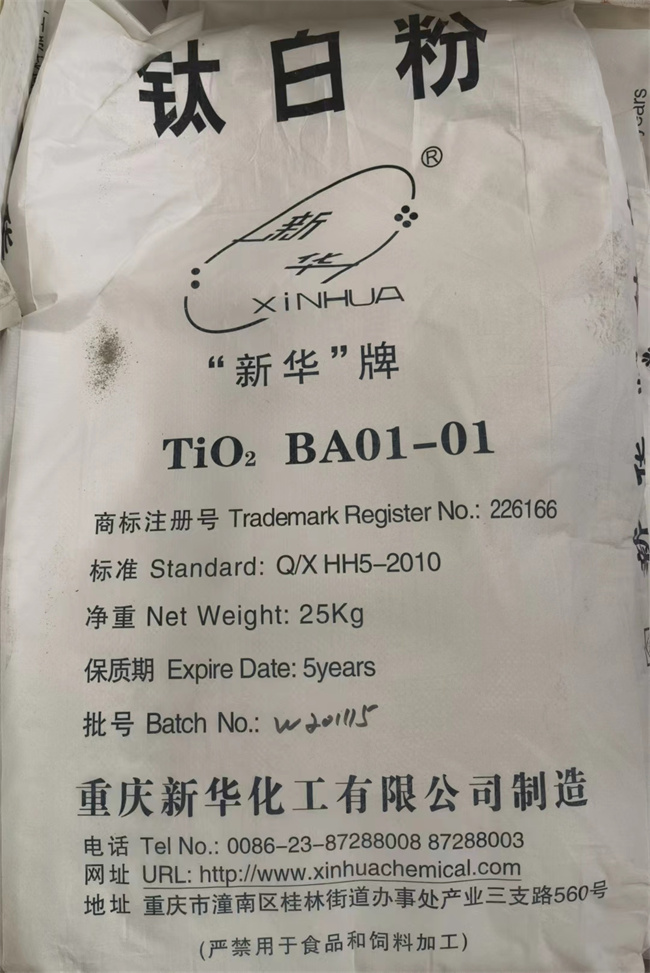 钛白粉
®
新
华
XiNHUA
“新华”牌
TiO₂ BA01-01
商标注册号 Trademark Register No.: 226166
标准 Standard: Q/X HH5-2010
净重 Net Weight: 25Kg
保质期 Expire Date: 5years
批号 Batch No.: W201115
重庆新华化工有限公司制造
电话 Tel No.: 0086-23-87288008 87288003
网址 URL: http://www.xinhuachemical.com
地址 重庆市潼南区桂林街道办事处产业三支路560号
(严禁用于食品和饲料加工)
years
新华